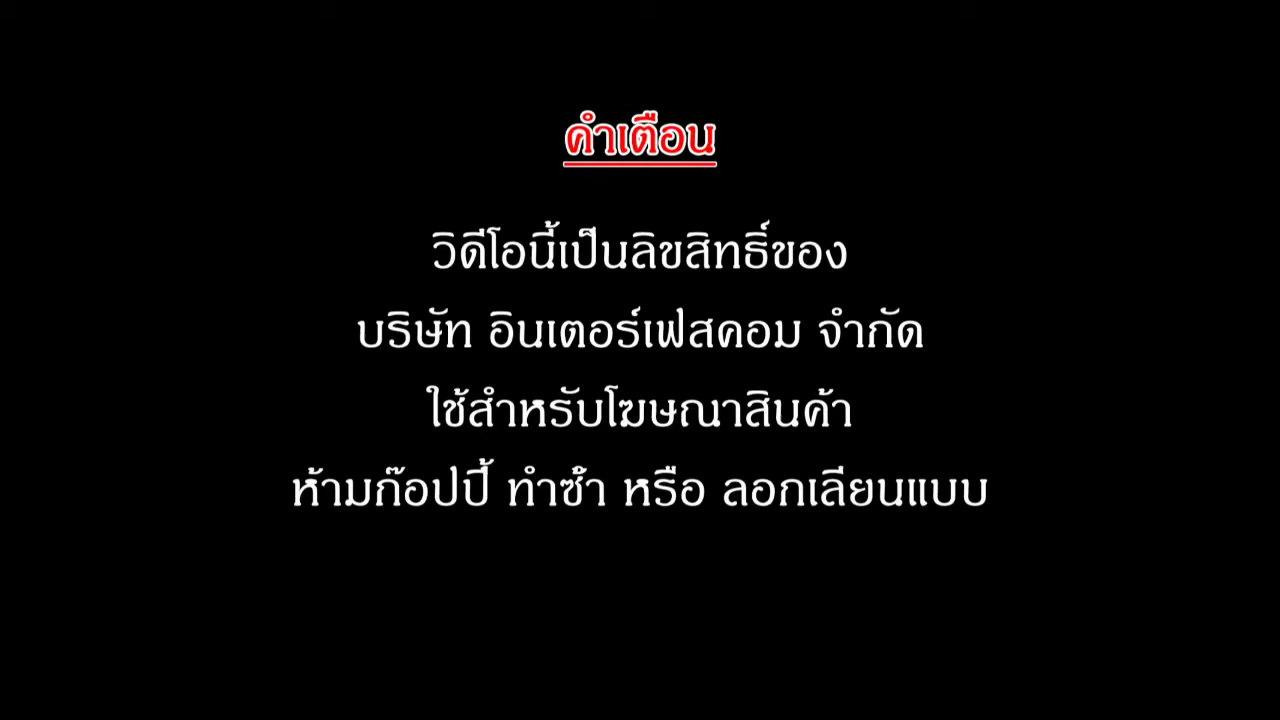 คำเตือน
วิดีโอนี้เป็นลิขสิทธิ์ของ
บริษัท อินเตอร์เฟสคอม จำกัด
ใช้สำหรับโฆษณาสินค้า
ห้ามก๊อปปี้ ทำซ้ำ หรือ ลอกเลียนแบบ